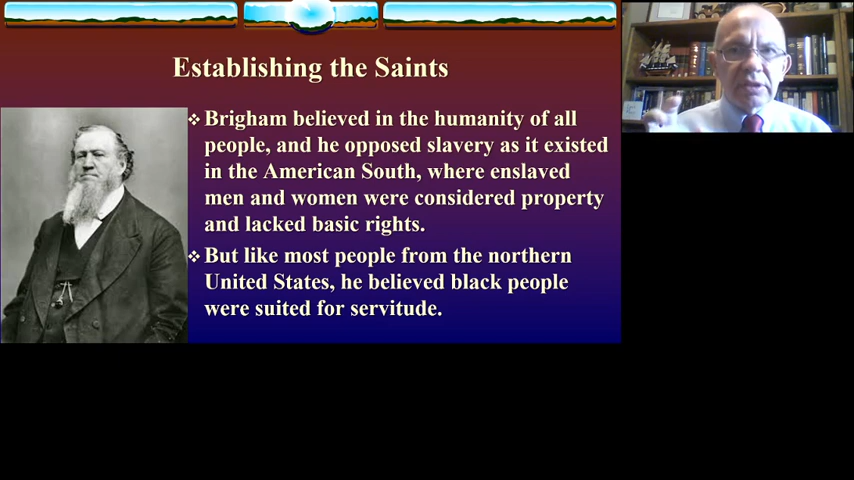 Establishing the Saints
❖ Brigham believed in the humanity of all
people, and he opposed slavery as it existed
in the American South, where enslaved
men and women were considered property
and lacked basic rights.
❖ But like most people from the northern
United States, he believed black people
were suited for servitude.